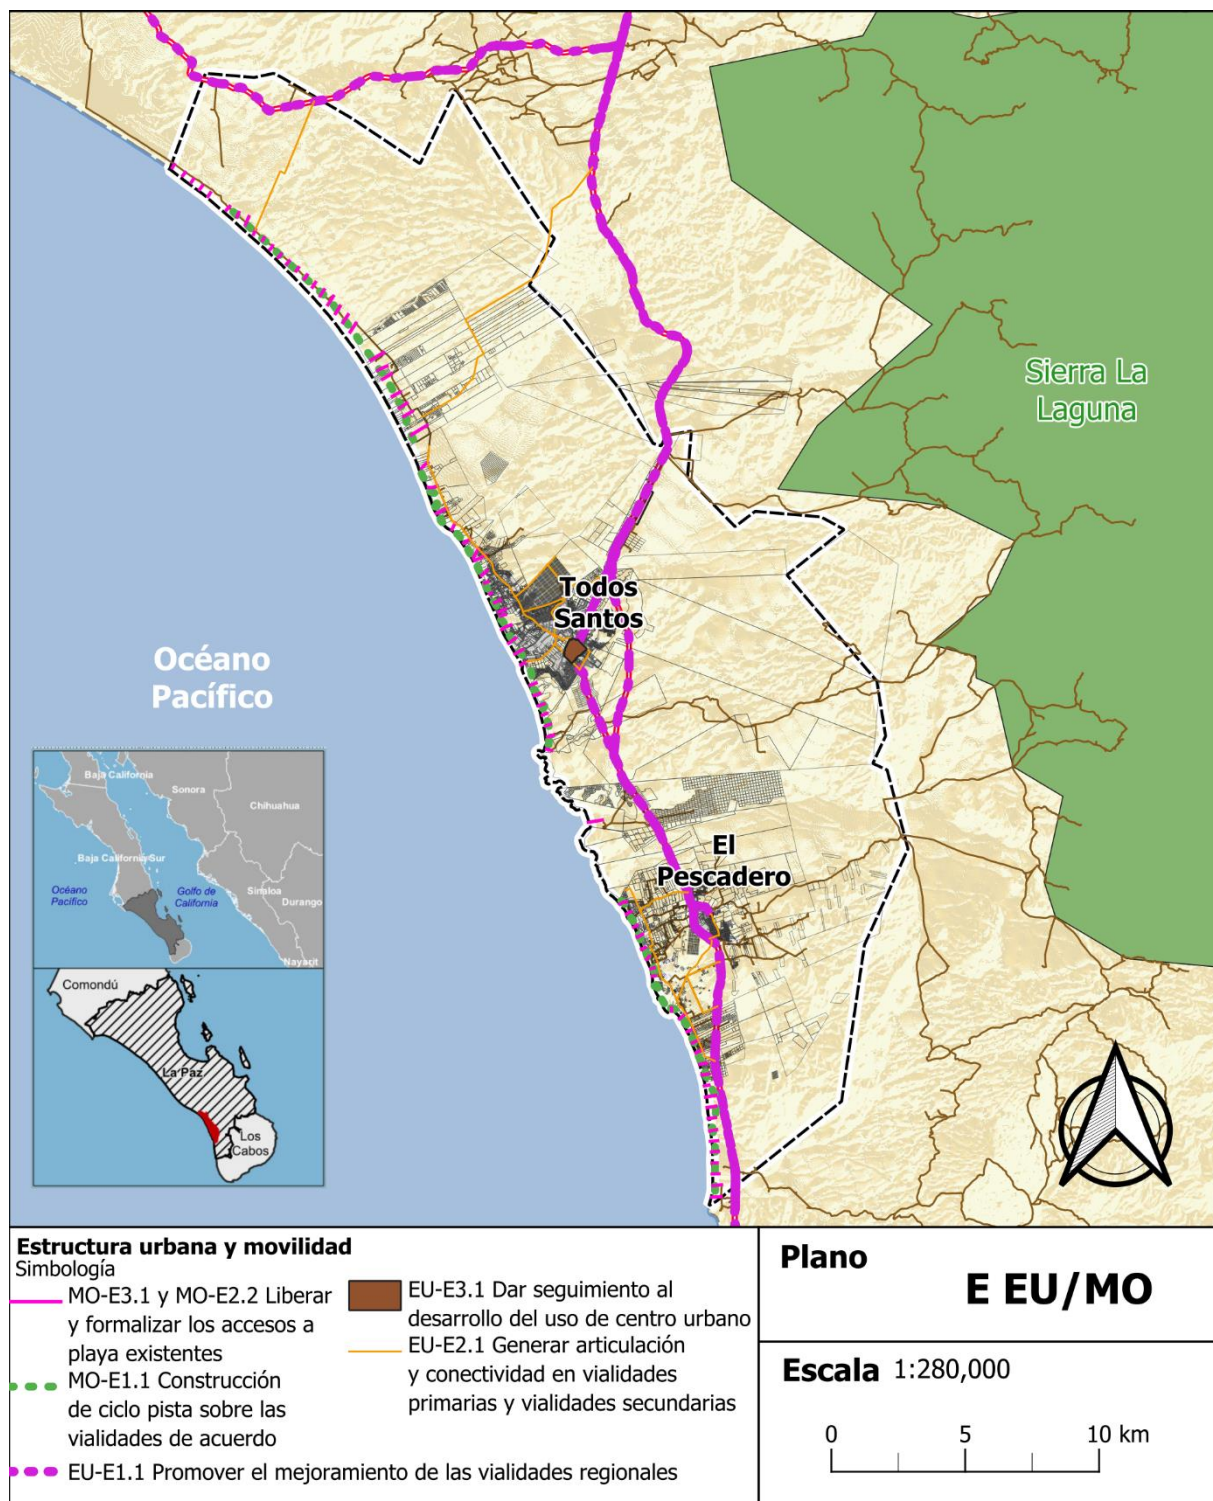 Sierra La
Laguna
Todos
Santos
Océano
Pacífico
El
Pescadero
Baja California
Sonora
Chihuahua
Baja California Sur
Océano
Pacífico
Golfo de
California
Sinaloa
Durango
Nayarit
Comondú
La Paz
Los
Cabos
Estructura urbana y movilidad
Simbología
MO-E3.1 y MO-E2.2 Liberar
y formalizar los accesos a
playa existentes
MO-E1.1 Construcción
de ciclo pista sobre las
vialidades de acuerdo
EU-E1.1 Promover el mejoramiento de las vialidades regionales
EU-E3.1 Dar seguimiento al
desarrollo del uso de centro urbano
EU-E2.1 Generar articulación
y conectividad en vialidades
primarias y vialidades secundarias
Plano
E EU/MO
Escala 1:280,000
0 5 10 km